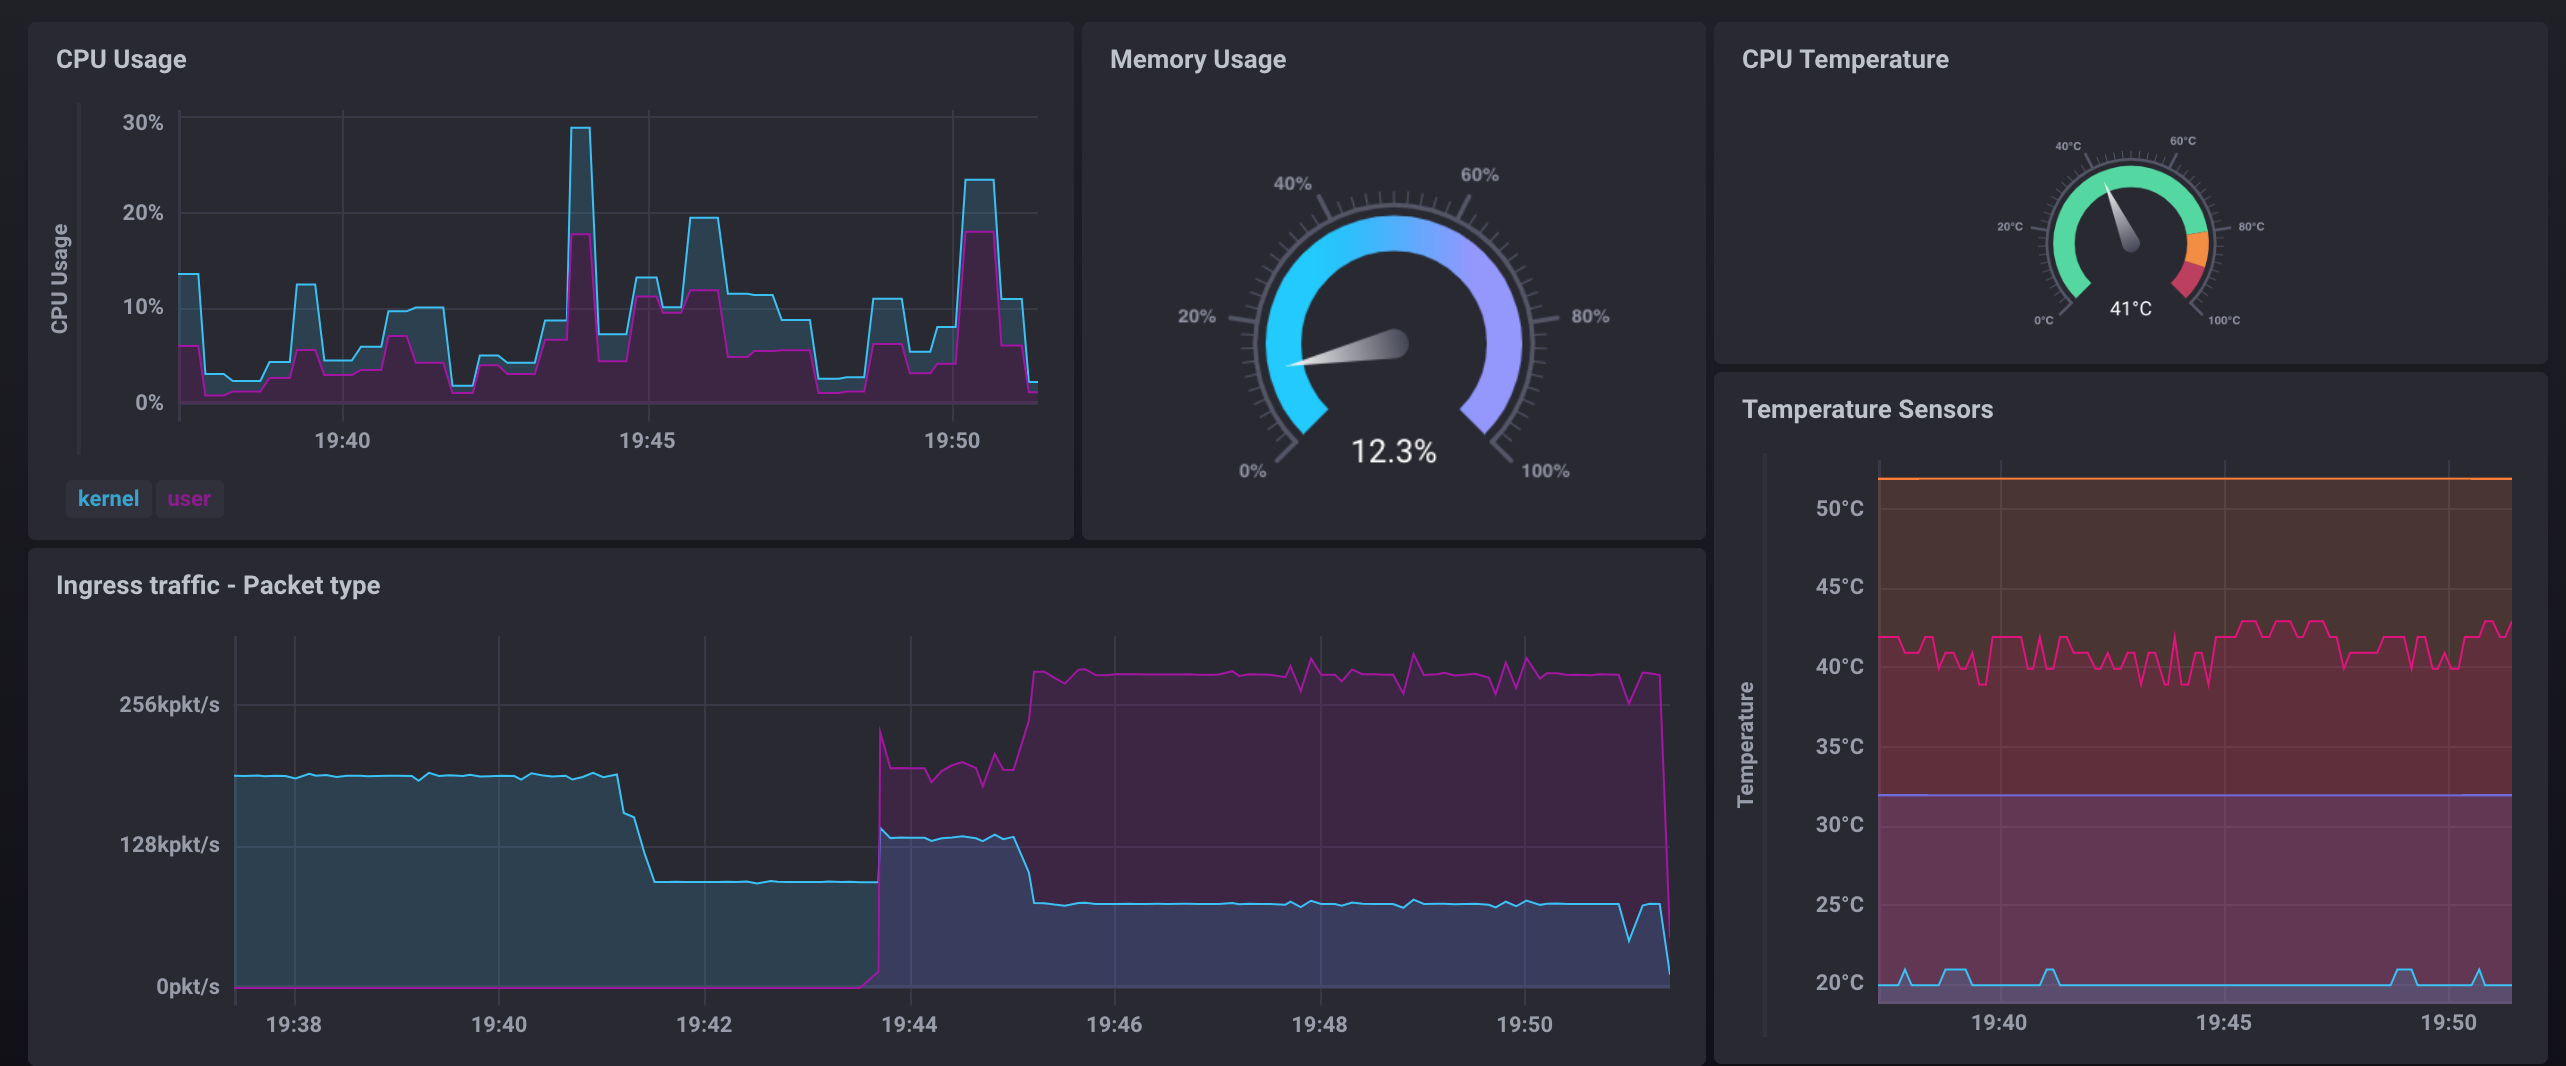 CPU Usage
30%
20%
10%
0%
CPU Usage
19:40
19:45
19:50
kernel
user
Memory Usage
0%
20%
40%
60%
80%
100%
12.3%
CPU Temperature
0°C
20°C
40°C
60°C
80°C
100°C
41°C
Ingress traffic - Packet type
256kpkt/s
128kpkt/s
0pkt/s
19:38
19:40
19:42
19:44
19:46
19:48
19:50
Temperature Sensors
50°C
45°C
40°C
35°C
30°C
25°C
20°C
Temperature
19:40
19:45
19:50